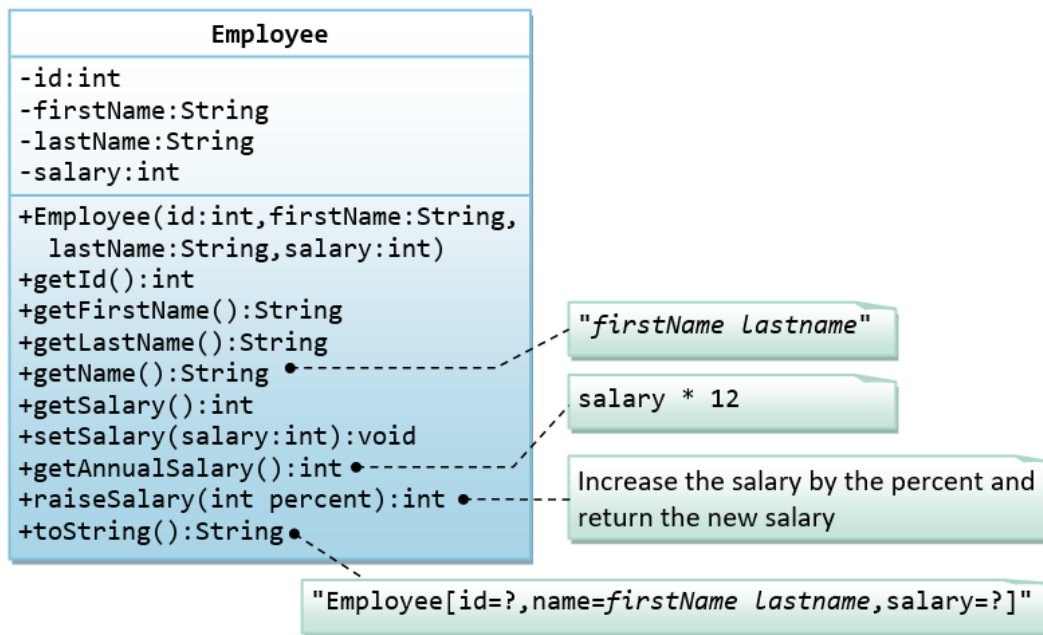 Employee
-id:int
-firstName:String
-lastName:String
-salary:int
+Employee(id:int,firstName:String,
lastName:String,salary:int)
+getId():int
+getFirstName():String
+getLastName():String
+getName():String
+getSalary():int
+setSalary(salary:int):void
+getAnnualSalary():int
+raiseSalary(int percent):int
+toString():String
"firstName lastname"
salary * 12
Increase the salary by the percent and
return the new salary
"Employee[id=?,name=firstName lastname,salary=?]"